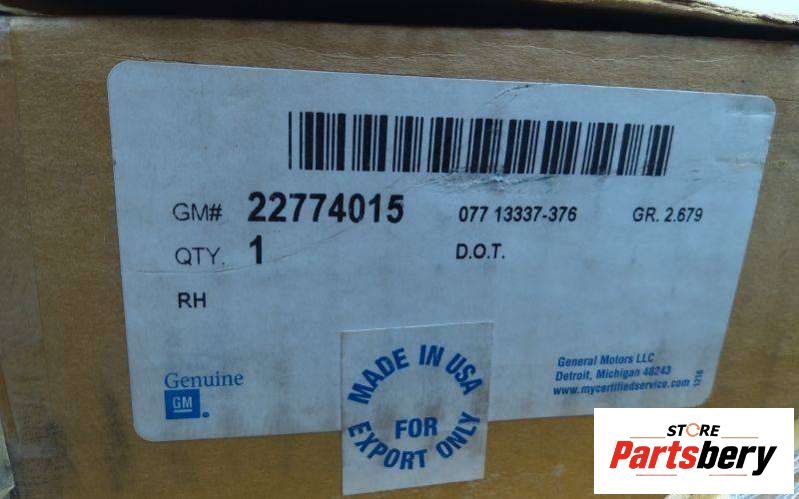 GM# 22774015 077 13337-376 GR. 2.679
QTY. 1 D.O.T.
RH
Genuine
GM
MADE IN USA
FOR
EXPORT ONLY
General Motors LLC
Detroit, Michigan 48243
www.mycertifiedservice.com
STORE
Partsbery